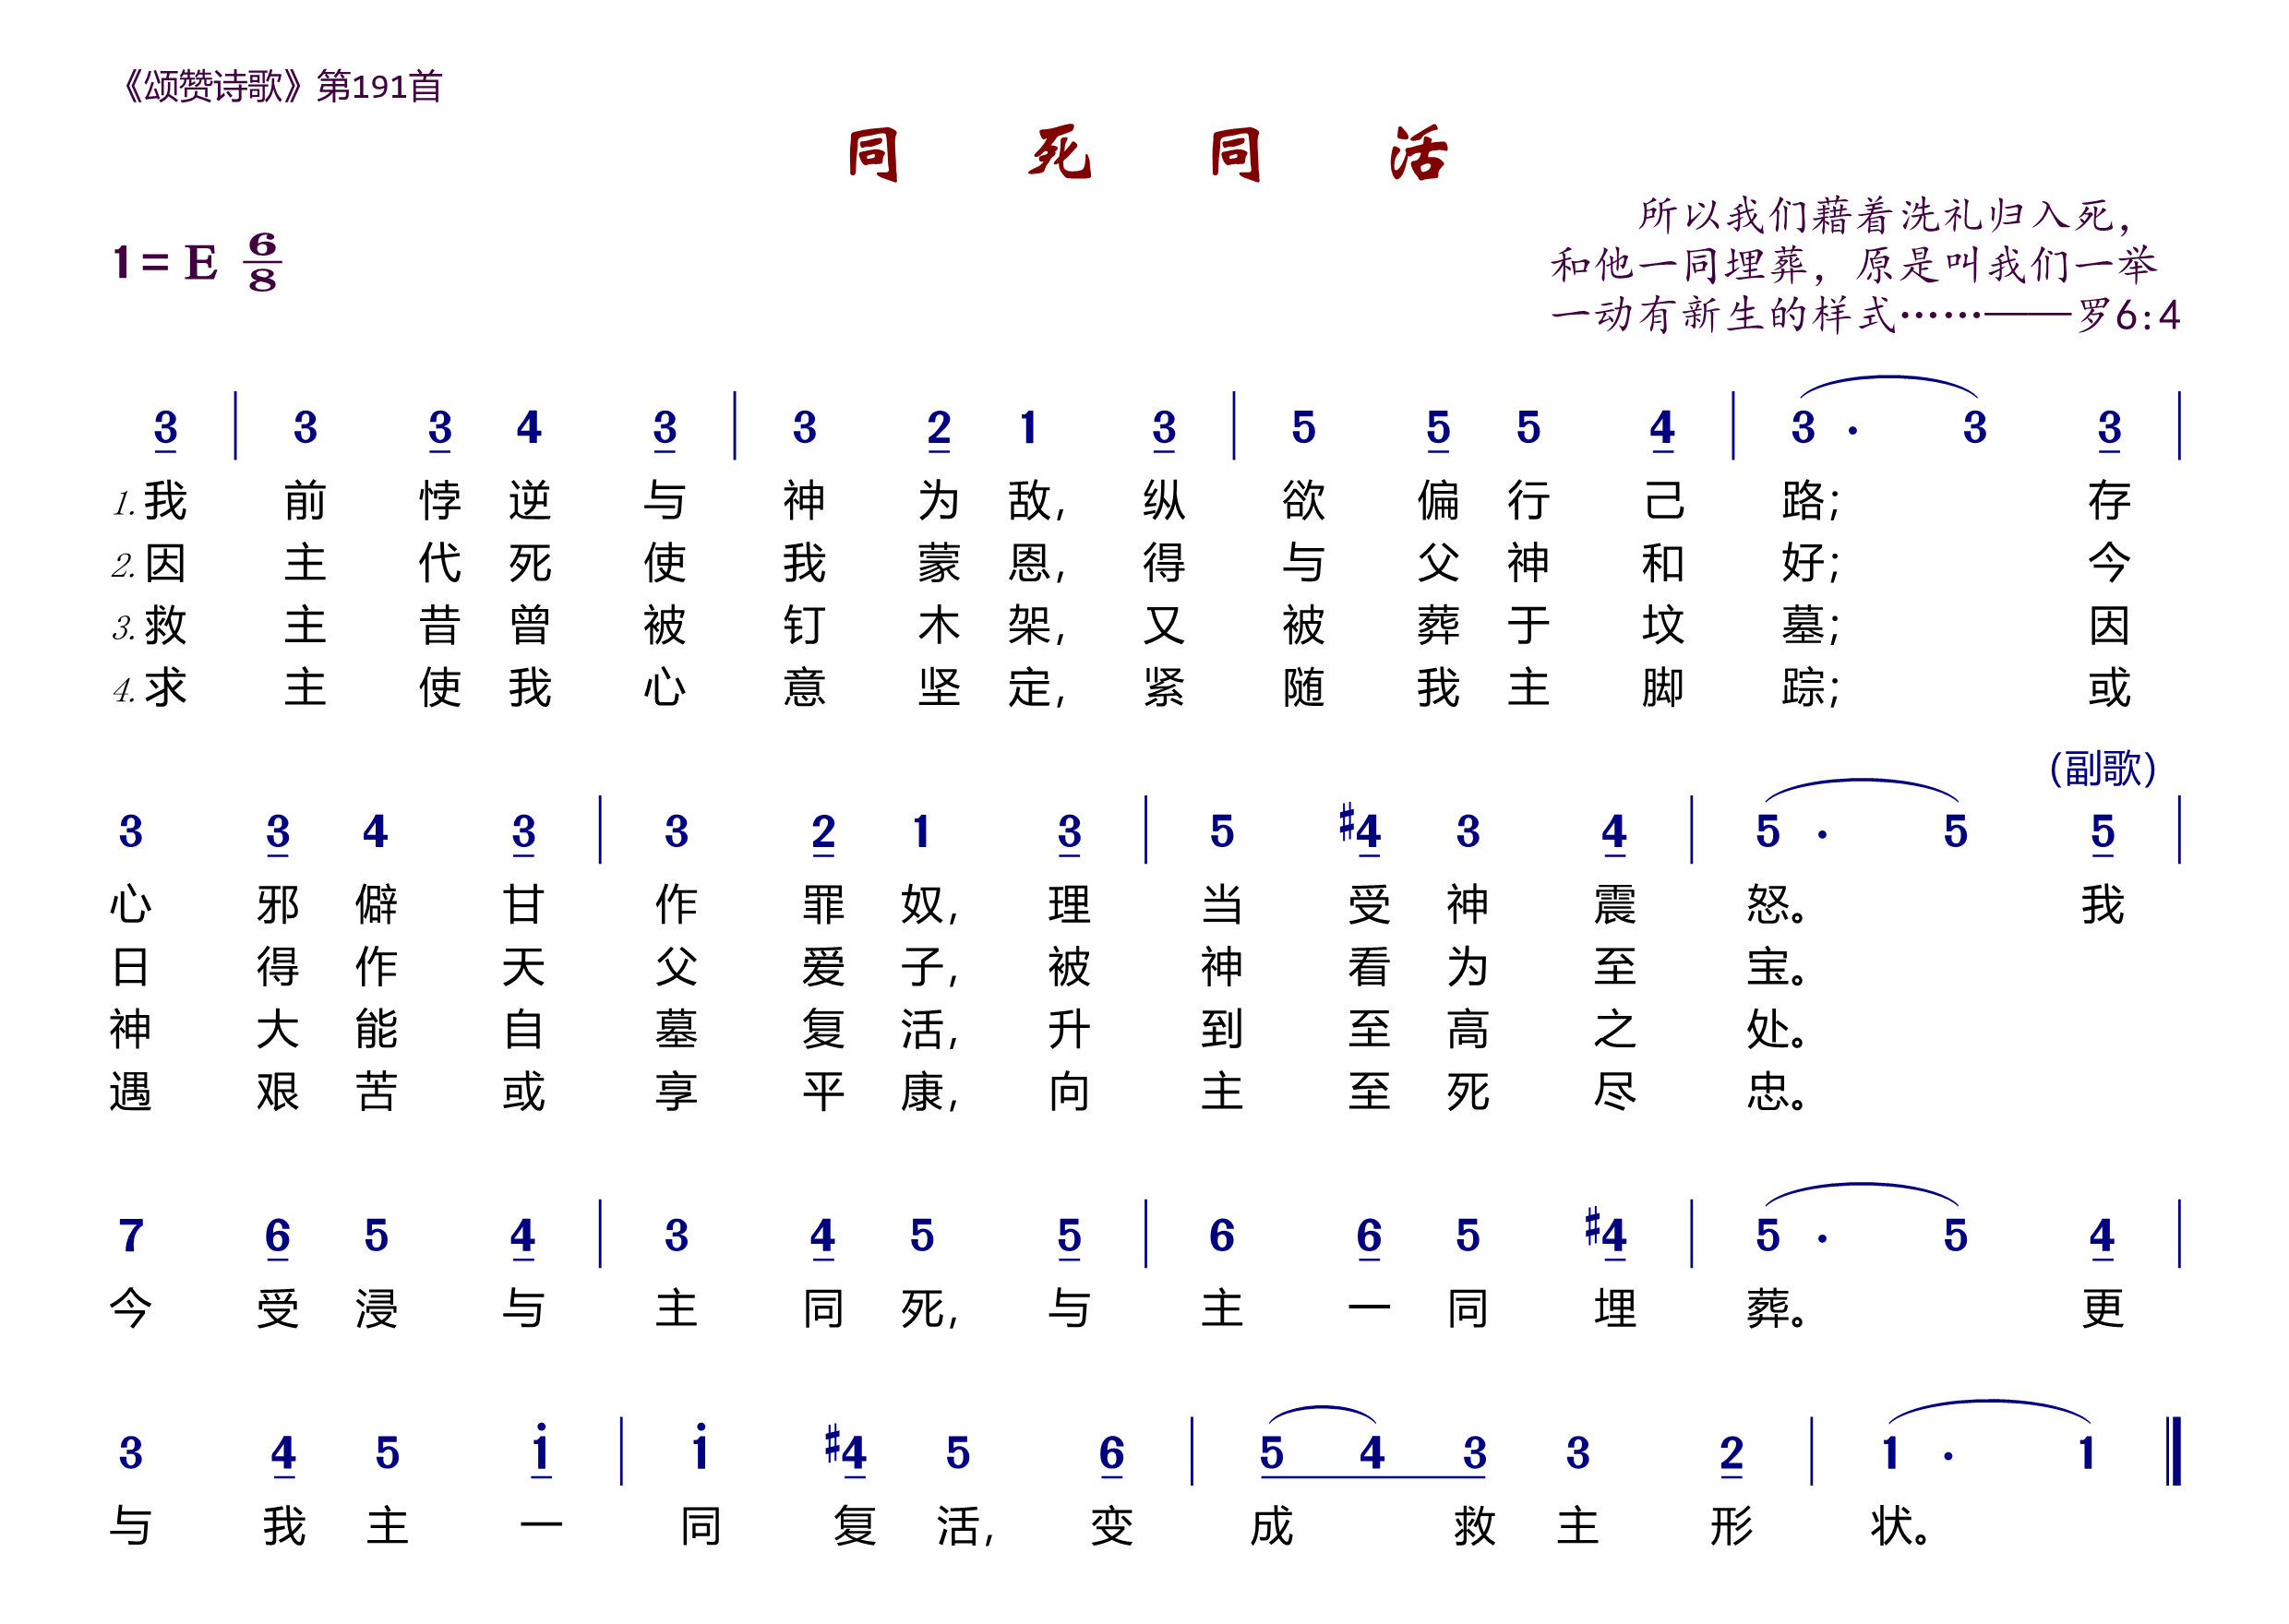 《颂赞诗歌》第191首
同 死 同 活
1= E 6/8
所以我们藉着洗礼归入死，
和他一同埋葬，原是叫我们一举
一动有新生的样式……——罗6:4
3 | 3 3 4 3 | 3 2 1 3 | 5 5 5 4 | 3 · 3 3 |
1.我 前 悖 逆 与 神 为 敌, 纵 欲 偏 行 己 路; 存
2.因 主 代 死 使 我 蒙 恩, 得 与 父 神 和 好; 今
3.救 主 昔 曾 被 钉 木 架, 又 被 葬 于 坟 墓; 因
4.求 主 使 我 心 意 坚 定, 紧 随 我 主 脚 踪; 或
(副歌)
3 3 4 3 | 3 2 1 3 | 5 #4 3 4 | 5 · 5 5 |
心 邪 僻 甘 作 罪 奴, 理 当 受 神 震 怒。 我
日 得 作 天 父 爱 子, 被 神 看 为 至 宝。
神 大 能 自 墓 复 活, 升 到 至 高 之 处。
遇 艰 苦 或 享 平 康, 向 主 至 死 尽 忠。
7 6 5 4 | 3 4 5 5 | 6 6 5 #4 | 5 · 5 4 |
今 受 浸 与 主 同 死, 与 主 一 同 埋 葬。 更
3 4 5 1̇ | 1̇ #4 5 6 | 5 4 3 3 2 | 1 · 1 ‖
与 我 主 一 同 复 活, 变 成 救 主 形 状。